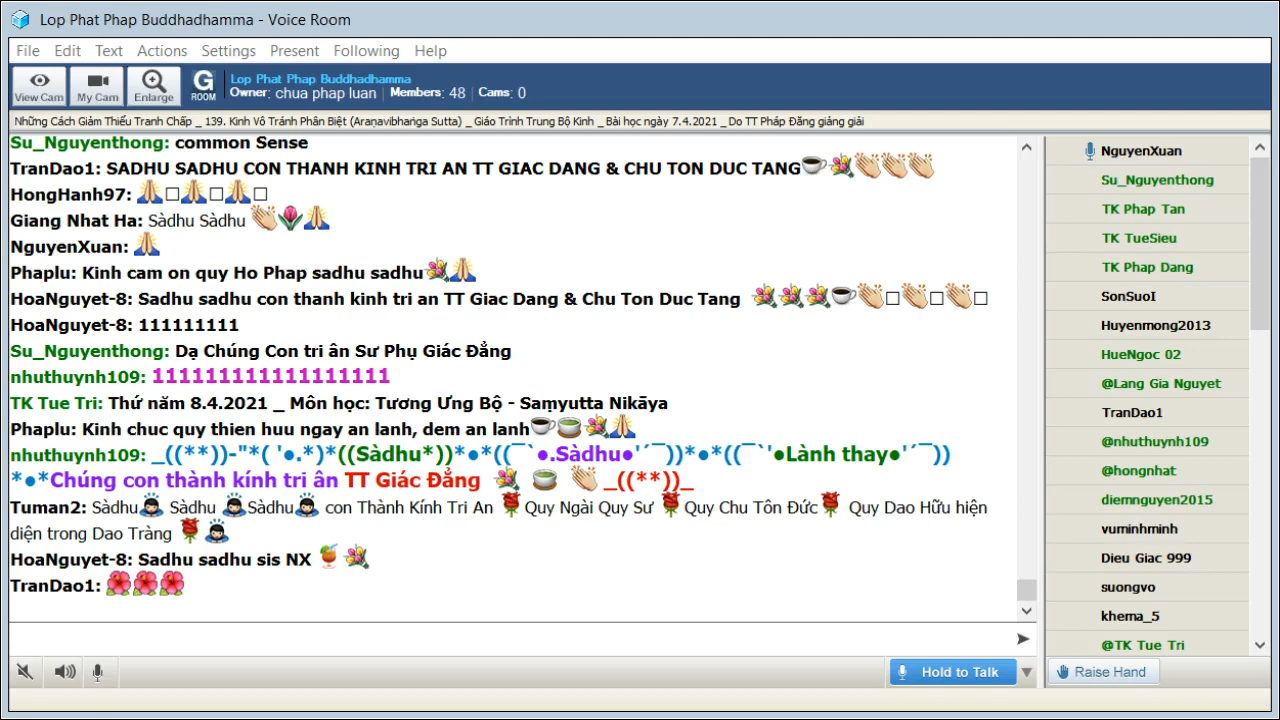 Lop Phat Phap Buddhadhamma - Voice Room
File Edit Text Actions Settings Present Following Help
View Cam My Cam Enlarge G ROOM
Lop Phat Phap Buddhadhamma
Owner: chua phap luan Members: 48 Cams: 0
Những Cách Giảm Thiểu Tranh Chấp _ 139. Kinh Vô Tránh Phân Biệt (Araṇavibhaṅga Sutta) _Giáo Trình Trung Bộ Kinh _Bài học ngày 7.4.2021 _Do TT Pháp Đăng giảng giải
Su_Nguyenthong: common Sense
TranDao1: SADHU SADHU CON THANH KINH TRI AN TT GIAC DANG & CHU TON DUC TANG☕💐👏👏👏
HongHanh97: 🙏□🙏□🙏□
Giang Nhat Ha: Sàdhu Sàdhu 👏🌷🙏
NguyenXuan: 🙏
Phaplu: Kinh cam on quy Ho Phap sadhu sadhu💐🙏
HoaNguyet-8: Sadhu sadhu con thanh kinh tri an TT Giac Dang & Chu Ton Duc Tang 💐💐💐☕👏□👏□👏□
HoaNguyet-8: 111111111
Su_Nguyenthong: Dạ Chúng Con tri ân Sư Phụ Giác Đẳng
nhuthuynh109: 111111111111111111
TK Tue Tri: Thứ năm 8.4.2021 _ Môn học: Tương Ưng Bộ - Saṃyutta Nikāya
Phaplu: Kinh chuc quy thien huu ngay an lanh, dem an lanh☕🍵💐🙏
nhuthuynh109: _((**))-"*( '●.*)*((Sàdhu*))*●*((¯`●.Sàdhu●'´¯))*●*((¯`'●Lành thay●'´¯))
*●*Chúng con thành kính tri ân TT Giác Đẳng 💐 🍵 👏 _((**))_
Tuman2: Sàdhu🙇 Sàdhu 🙇Sàdhu🙇 con Thành Kính Tri An 🌹Quy Ngài Quy Sư 🌹Quy Chu Tôn Đức🌹 Quy Dao Hữu hiện
diện trong Dao Tràng 🌹🙇
HoaNguyet-8: Sadhu sadhu sis NX 🍹💐
TranDao1: 🌺🌺🌺
Hold to Talk
NguyenXuan
Su_Nguyenthong
TK Phap Tan
TK TueSieu
TK Phap Dang
SonSuoI
Huyenmong2013
HueNgoc 02
@Lang Gia Nguyet
TranDao1
@nhuthuynh109
@hongnhat
diemnguyen2015
vuminhminh
Dieu Giac 999
suongvo
khema_5
@TK Tue Tri
Raise Hand